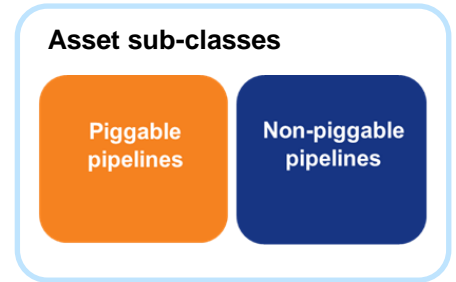 Asset sub-classes
Piggable
pipelines
Non-piggable
pipelines